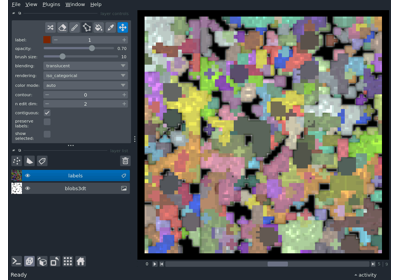 File View Plugins Window Help
label: 1
opacity: 0.70
brush size: 10
blending: translucent
rendering: iso_categorical
color mode: auto
contour: 0
n edit dim: 2
contiguous:
preserve labels:
show selected:
labels
blobs3dt
Ready
activity